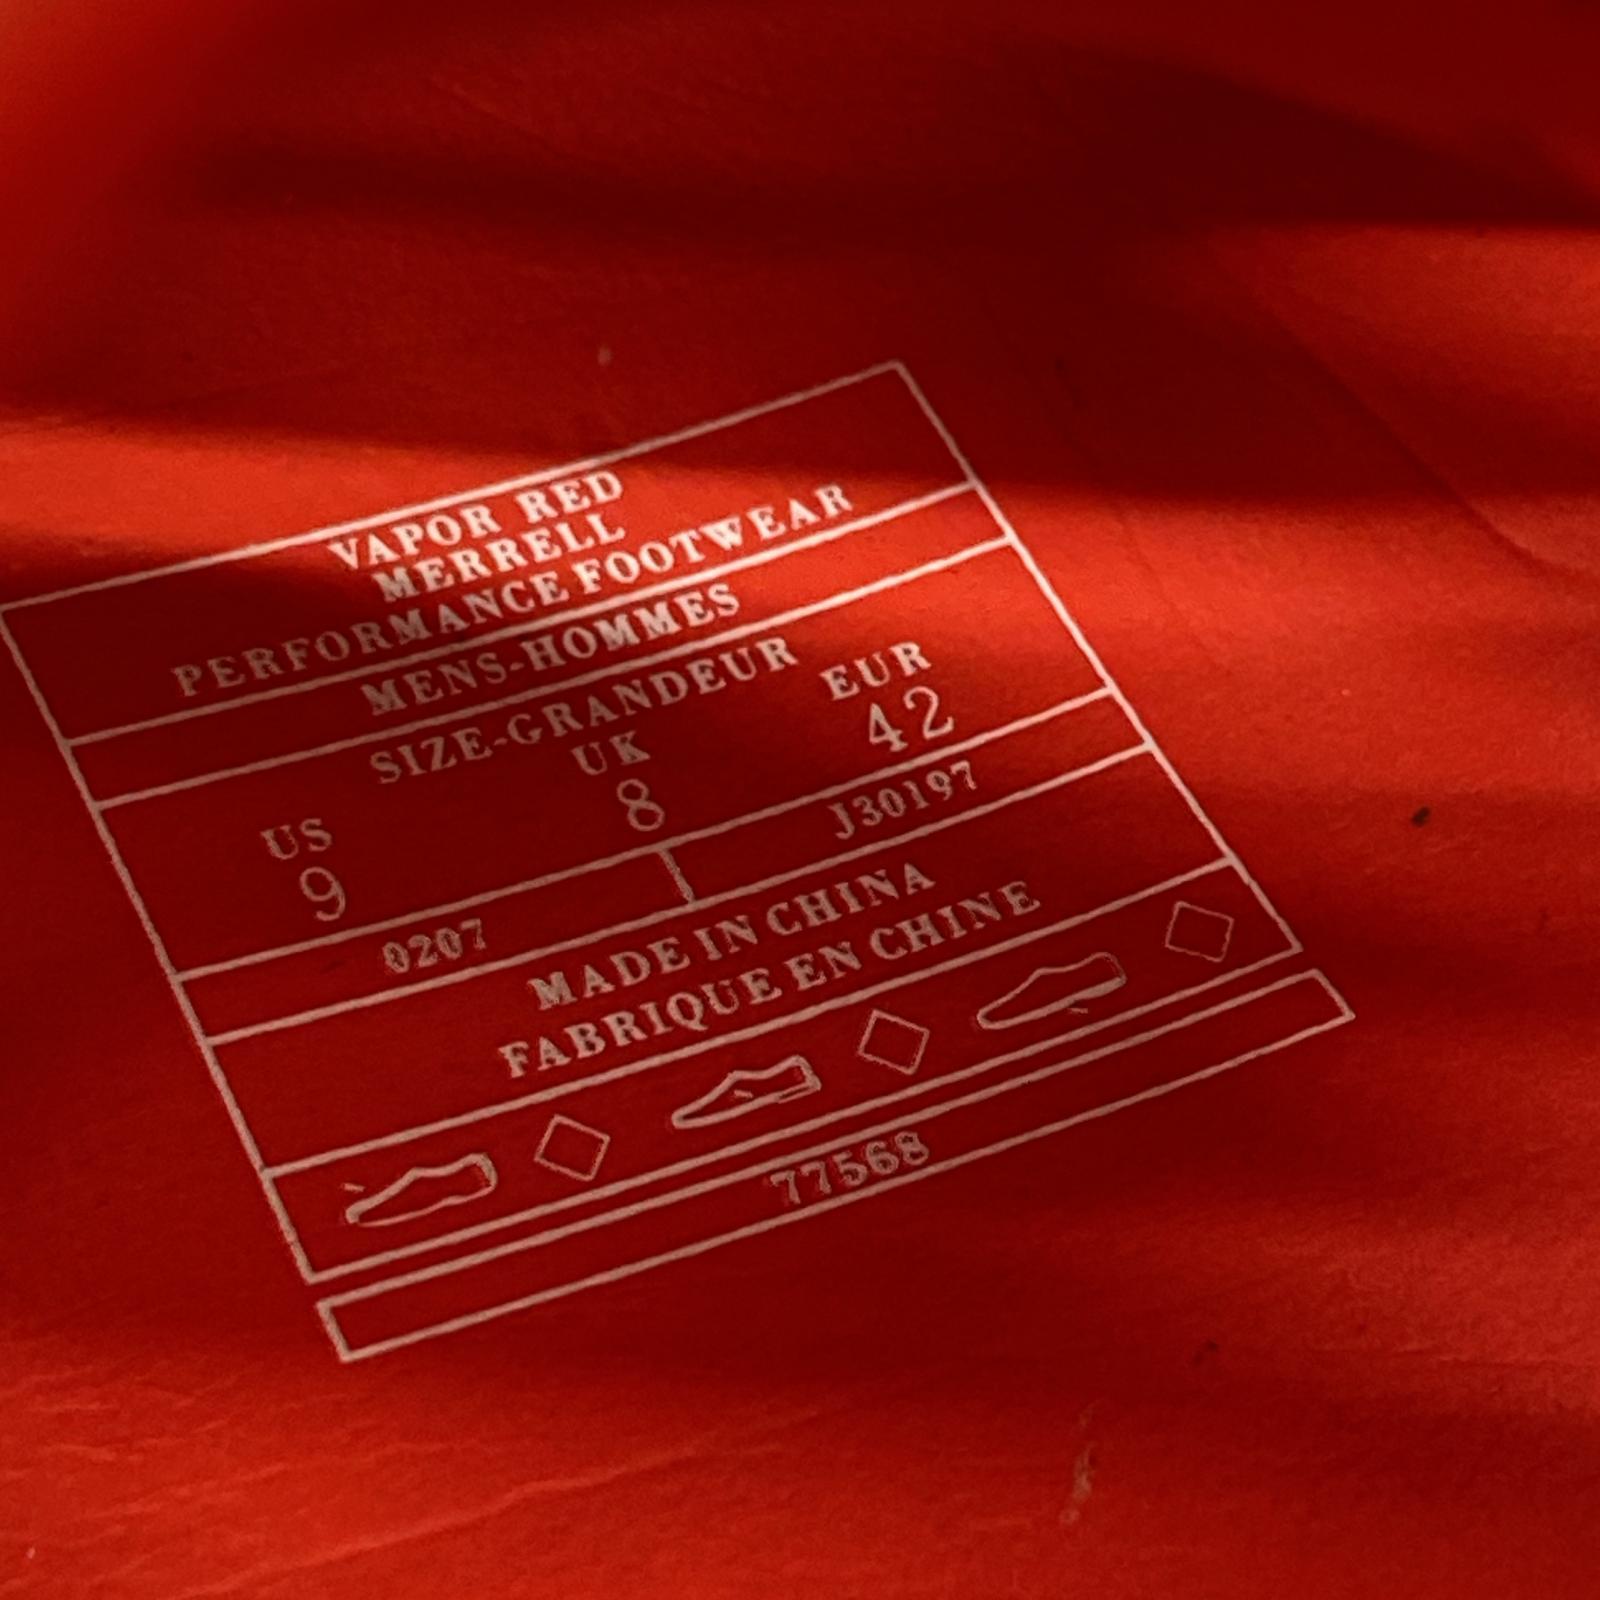 VAPOR RED
MERRELL
PERFORMANCE FOOTWEAR
MENS-HOMMES
SIZE-GRANDEUR
US UK EUR
9 8 42
0207 J30197
MADE IN CHINA
FABRIQUE EN CHINE
77568